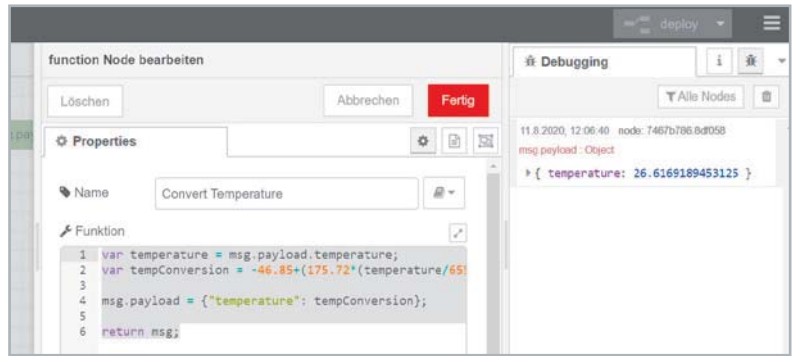 deploy
function Node bearbeiten
Löschen
Abbrechen
Fertig
Properties
Name
Convert Temperature
Funktion
1 var temperature = msg.payload.temperature;
2 var tempConversion = -46.85+(175.72*(temperature/65
3
4 msg.payload = {"temperature": tempConversion};
5
6 return msg;
Debugging
i
Alle Nodes
11.8.2020, 12:06:40 node: 7467b786.8df058
msg.payload : Object
{ temperature: 26.6169189453125 }